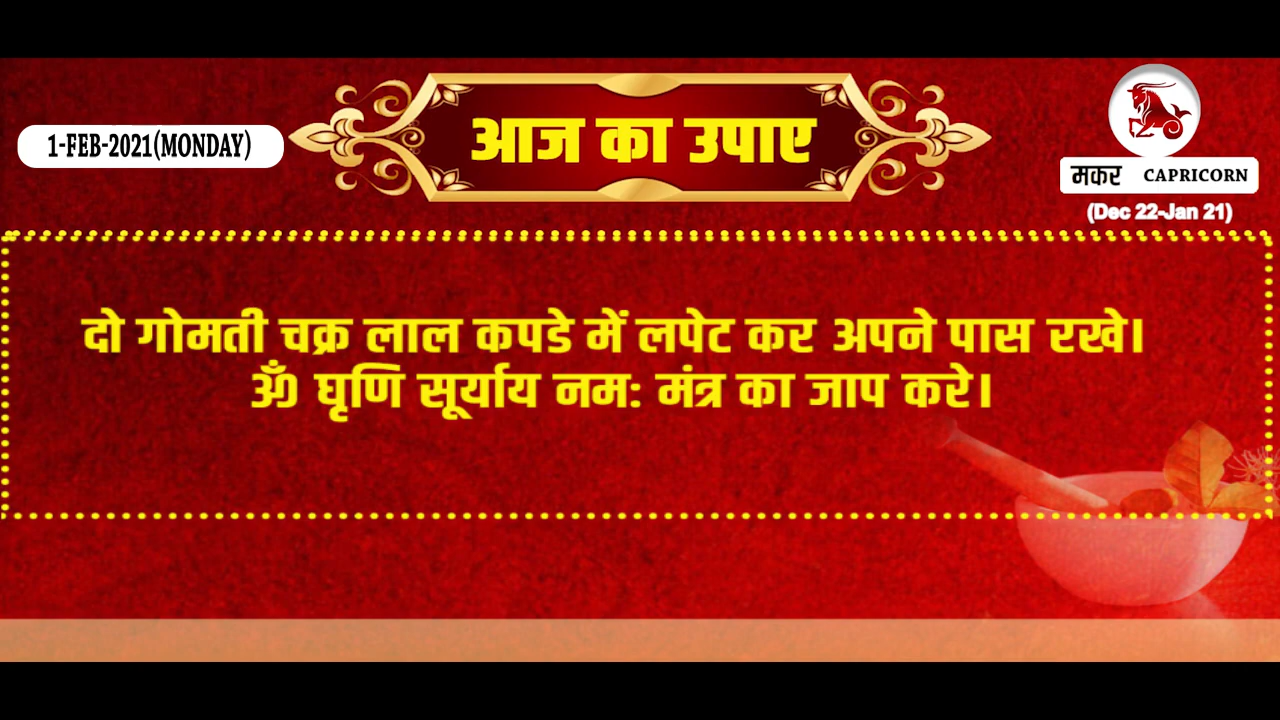 1-FEB-2021(MONDAY)
आज का उपाए
मकर CAPRICORN
(Dec 22-Jan 21)
दो गोमती चक्र लाल कपडे में लपेट कर अपने पास रखे।
ॐ घृणि सूर्याय नमः मंत्र का जाप करे।